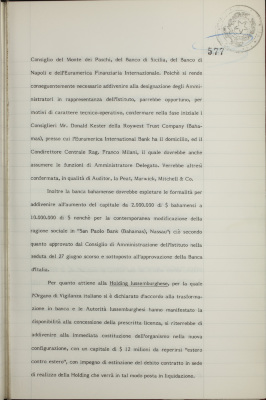 577
Consiglio del Monte dei Paschi, del Banco di Sicilia, del Banco di
Napoli e dell'Euramerica Finanziaria Internazionale. Poiché si rende
conseguentemente necessario addivenire alla designazione degli Ammi-
nistratori in rappresentanza dell'Istituto, parrebbe opportuno, per
motivi di carattere tecnico-operativo, confermare nella fase iniziale i
Consiglieri Mr. Donald Kester della Roywest Trust Company (Baha-
mas), presso cui l'Euramerica International Bank ha il domicilio, ed il
Condirettore Centrale Rag. Franco Milani, il quale dovrebbe anche
assumere le funzioni di Amministratore Delegato. Verrebbe altresì
confermata, in qualità di Auditor, la Peat, Marwick, Mitchell & Co.
Inoltre la banca bahamense dovrebbe espletare le formalità per
addivenire all'aumento del capitale da 2.000.000 di $ bahamesi a
10.000.000 di $ nonché per la contemporanea modificazione della
ragione sociale in "San Paolo Bank (Bahamas), Nassau" ciò secondo
quanto approvato dal Consiglio di Amministrazione dell'Istituto nella
seduta del 27 giugno scorso e sottoposto all'approvazione della Banca
d'Italia.
Per quanto attiene alla Holding lussemburghese, per la quale
l'Organo di Vigilanza italiano si è dichiarato d'accordo alla trasforma-
zione in banca e le Autorità lussemburghesi hanno manifestato la
disponibilità alla concessione della prescritta licenza, ci riserverebbe di
addivenire alla immediata costituzione dell'organismo nella nuova
configurazione, con un capitale di $ 12 milioni da reperirsi "estero
contro estero", con impegno di estinzione del debito contratto in sede
di realizzo della Holding che verrà in tal modo posta in liquidazione.